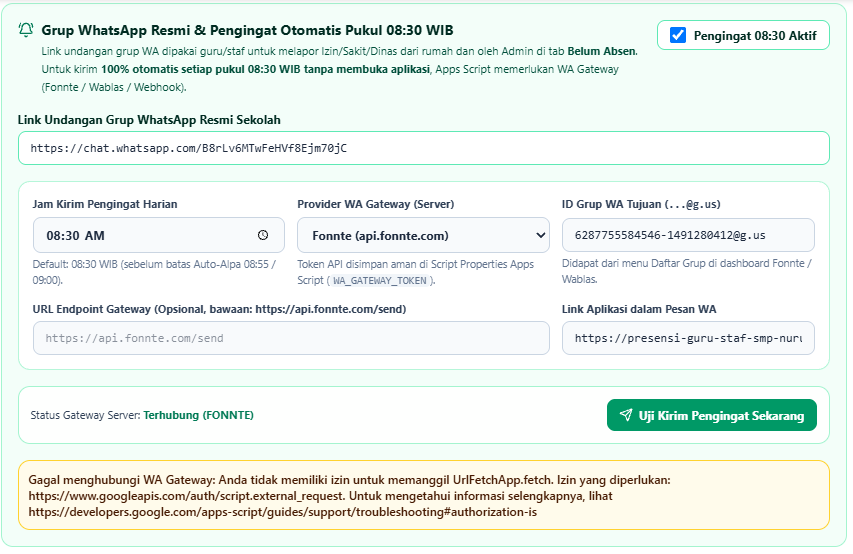 Grup WhatsApp Resmi & Pengingat Otomatis Pukul 08:30 WIB
Link undangan grup WA dipakai guru/staf untuk melapor Izin/Sakit/Dinas dari rumah dan oleh Admin di tab Belum Absen.
Untuk kirim 100% otomatis setiap pukul 08:30 WIB tanpa membuka aplikasi, Apps Script memerlukan WA Gateway
(Fonnte / Wablas / Webhook).
Pengingat 08:30 Aktif
Link Undangan Grup WhatsApp Resmi Sekolah
https://chat.whatsapp.com/B8rLv6MTwFeHVf8Ejm70jC
Jam Kirim Pengingat Harian
08:30 AM
Default: 08:30 WIB (sebelum batas Auto-Alpa 08:55 /
09:00).
Provider WA Gateway (Server)
Fonnte (api.fonnte.com)
Token API disimpan aman di Script Properties Apps
Script ( WA_GATEWAY_TOKEN ).
ID Grup WA Tujuan (...@g.us)
6287755584546-1491280412@g.us
Didapat dari menu Daftar Grup di dashboard Fonnte /
Wablas.
URL Endpoint Gateway (Opsional, bawaan: https://api.fonnte.com/send)
https://api.fonnte.com/send
Link Aplikasi dalam Pesan WA
https://presensi-guru-staf-smp-nuru
Status Gateway Server: Terhubung (FONNTE)
Uji Kirim Pengingat Sekarang
Gagal menghubungi WA Gateway: Anda tidak memiliki izin untuk memanggil UrlFetchApp.fetch. Izin yang diperlukan:
https://www.googleapis.com/auth/script.external_request. Untuk mengetahui informasi selengkapnya, lihat
https://developers.google.com/apps-script/guides/support/troubleshooting#authorization-is